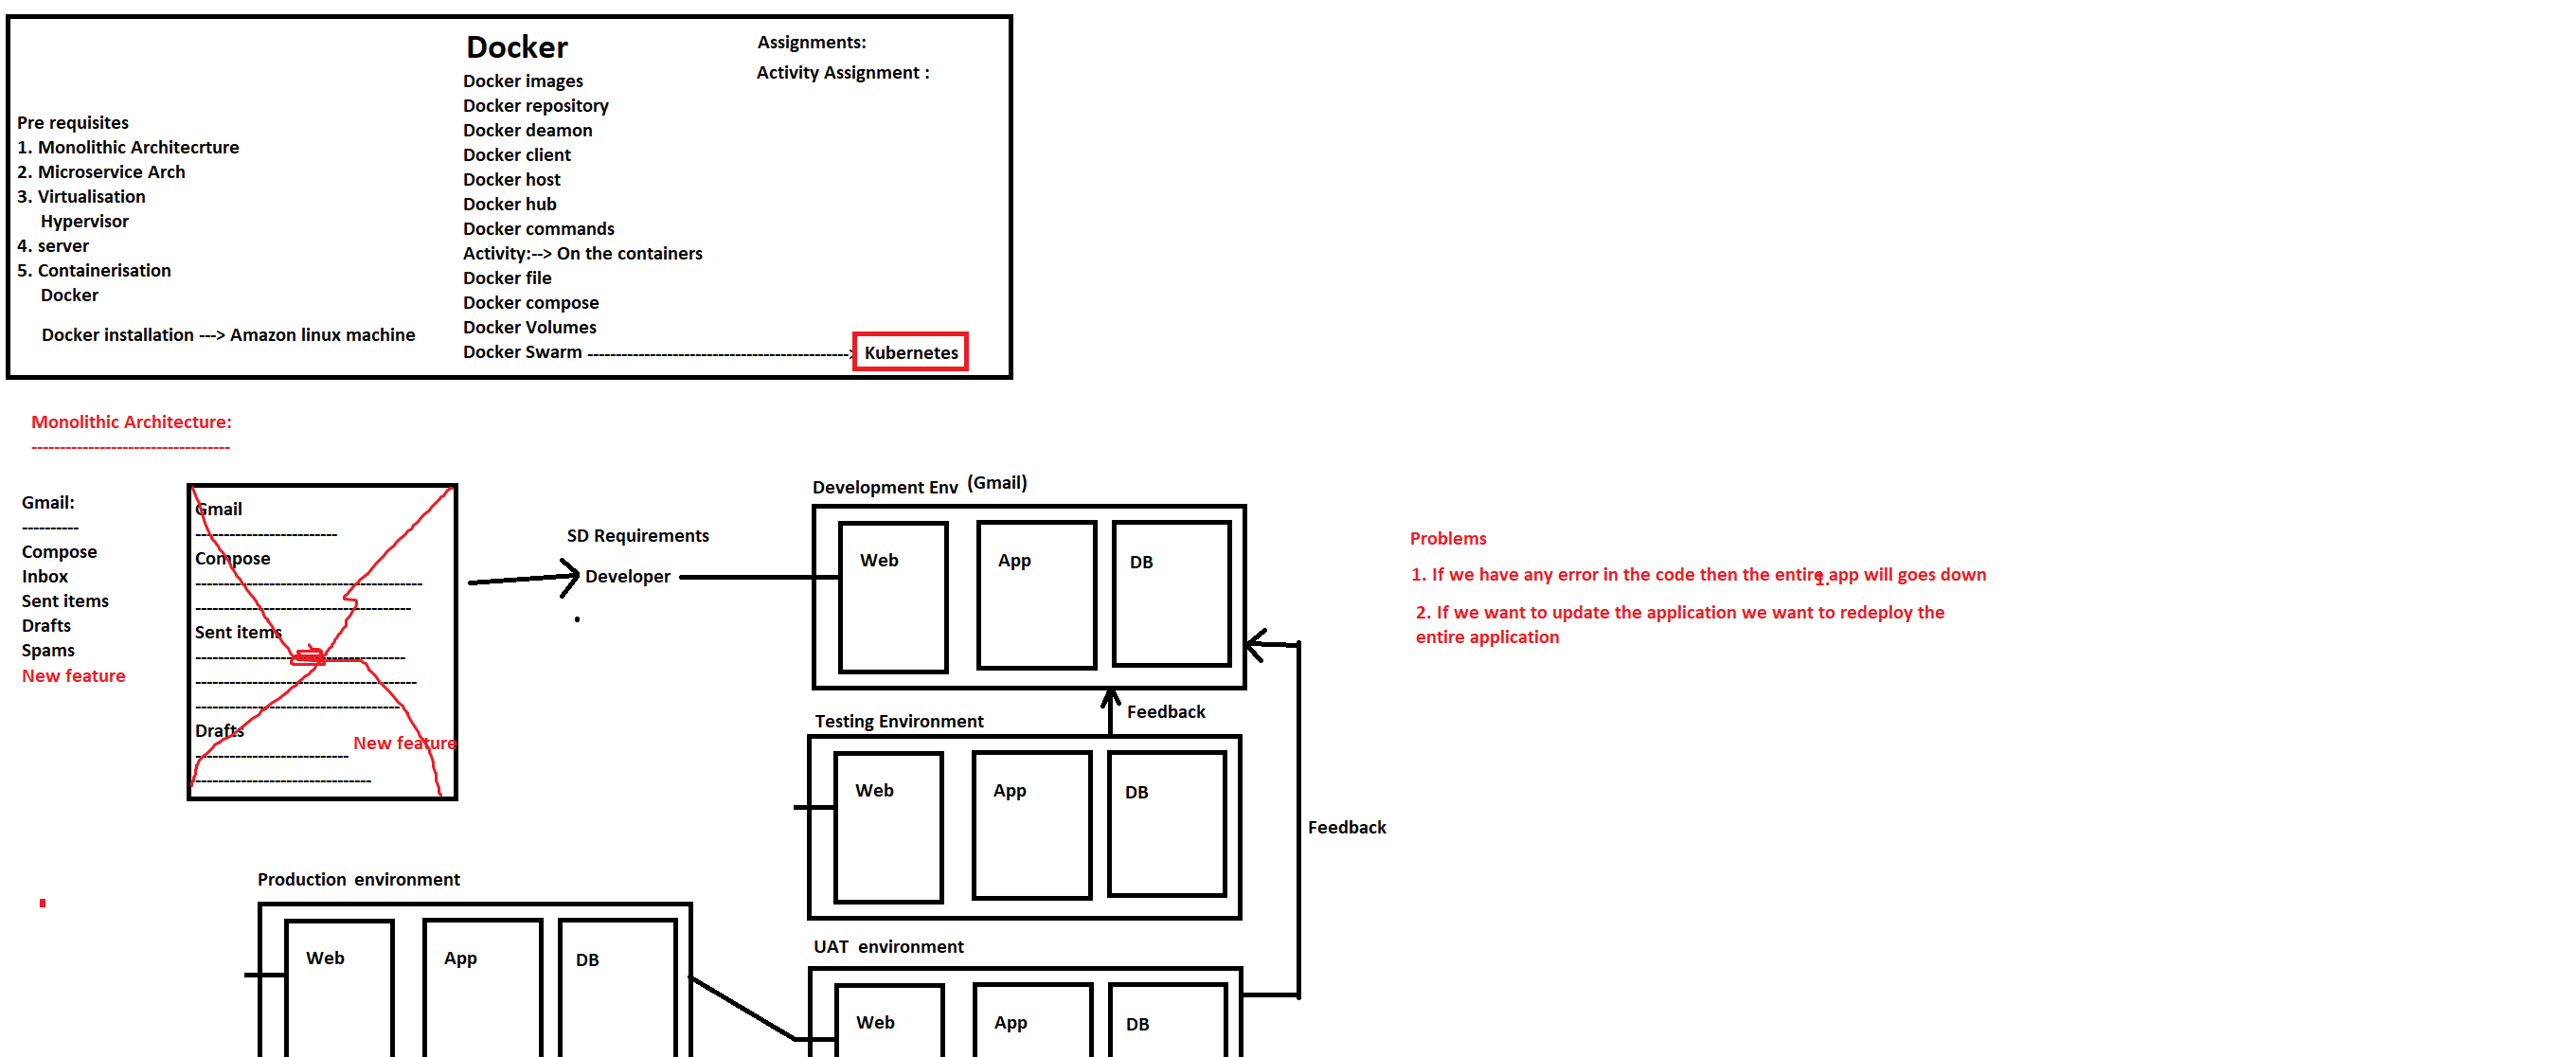 Docker
Assignments:
Activity Assignment :
Docker images
Docker repository
Docker deamon
Docker client
Docker host
Docker hub
Docker commands
Activity:--> On the containers
Docker file
Docker compose
Docker Volumes
Docker Swarm ----------------------------------------------> Kubernetes
Pre requisites
1. Monolithic Architecrture
2. Microservice Arch
3. Virtualisation
Hypervisor
4. server
5. Containerisation
Docker
Docker installation ---> Amazon linux machine
Monolithic Architecture:
-----------------------------------
Gmail:
----------
Compose
Inbox
Sent items
Drafts
Spams
New feature
Gmail
-------------------------
Compose
----------------------------------------
--------------------------------------
Sent items
-------------------------------------
---------------------------------------
------------------------------------
Drafts
New feature
---------------------------
-------------------------------
SD Requirements
Developer
Development Env (Gmail)
Web
App
DB
Feedback
Testing Environment
Web
App
DB
Feedback
UAT environment
Web
App
DB
Production environment
Web
App
DB
Problems
1. If we have any error in the code then the entire app will goes down
1.
2. If we want to update the application we want to redeploy the
entire application